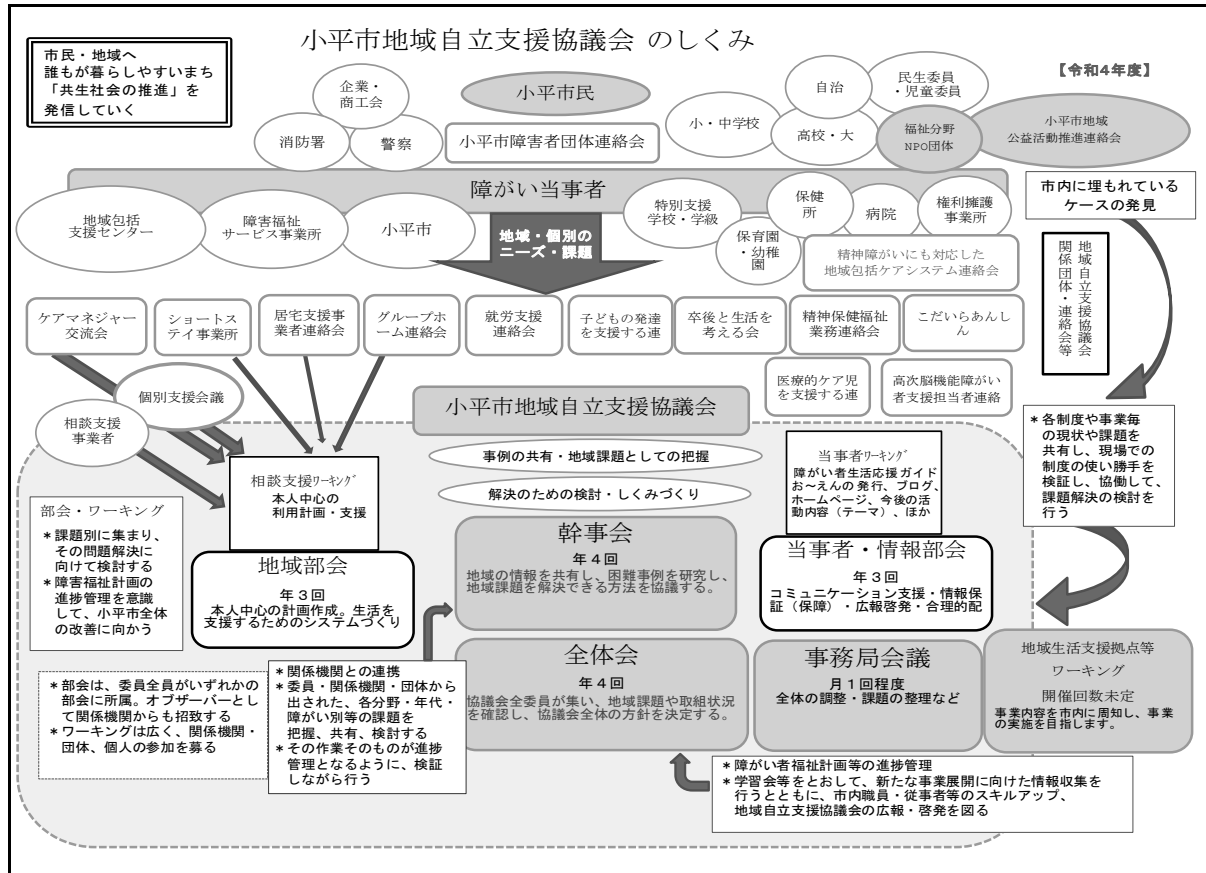 小平市地域自立支援協議会 のしくみ
【令和4年度】
市民・地域へ
誰もが暮らしやすいまち
「共生社会の推進」を
発信していく
企業・
商工会
消防署
警察
小平市民
小平市障害者団体連絡会
小・中学校
自治
高校・大
民生委員
・児童委員
福祉分野
NPO団体
小平市地域
公益活動推進連絡会
障がい当事者
地域包括
支援センター
障害福祉
サービス事業所
小平市
地域・個別の
ニーズ・課題
特別支援
学校・学級
保育園
・幼稚
園
保健
所
病院
権利擁護
事業所
精神障がいにも対応した
地域包括ケアシステム連絡会
市内に埋もれている
ケースの発見
地域自立支援協議会
関係団体・連絡会等
ケアマネジャー
交流会
ショートス
テイ事業所
居宅支援事
業者連絡会
グループホ
ーム連絡会
就労支援
連絡会
子どもの発達
を支援する連
卒後と生活を
考える会
精神保健福祉
業務連絡会
こだいらあんし
ん
医療的ケア児
を支援する連
高次脳機能障がい
者支援担当者連絡
個別支援会議
相談支援
事業者
小平市地域自立支援協議会
事例の共有・地域課題としての把握
解決のための検討・しくみづくり
相談支援ワーキング
本人中心の
利用計画・支援
地域部会
年３回
本人中心の計画作成。生活を
支援するためのシステムづくり
当事者ワーキング
障がい者生活応援ガイド
お～えんの発行、ブログ、
ホームページ、今後の活
動内容（テーマ）、ほか
当事者・情報部会
年３回
コミュニケーション支援・情報保
証（保障）・広報啓発・合理的配
＊各制度や事業毎
の現状や課題を
共有し、現場での
制度の使い勝手を
検証し、協働して、
課題解決の検討を
行う
部会・ワーキング
＊課題別に集まり、
その問題解決に
向けて検討する
＊障害福祉計画の
進捗管理を意識
して、小平市全体
の改善に向かう
幹事会
年４回
地域の情報を共有し、困難事例を研究し、
地域課題を解決できる方法を協議する。
全体会
年４回
協議会全委員が集い、地域課題や取組状況
を確認し、協議会全体の方針を決定する。
事務局会議
月１回程度
全体の調整・課題の整理など
地域生活支援拠点等
ワーキング
開催回数未定
事業内容を市内に周知し、事業
の実施を目指します。
＊部会は、委員全員がいずれかの
部会に所属。オブザーバーとし
て関係機関からも招致する
＊ワーキングは広く、関係機関・
団体、個人の参加を募る
＊関係機関との連携
＊委員・関係機関・団体から
出された、各分野・年代・
障がい別等の課題を
把握、共有、検討する
＊その作業そのものが進捗
管理となるように、検証
しながら行う
＊障がい者福祉計画等の進捗管理
＊学習会等をとおして、新たな事業展開に向けた情報収集を
行うとともに、市内職員・従事者等のスキルアップ、
地域自立支援協議会の広報・啓発を図る